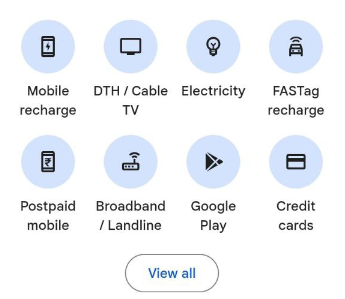 Mobile
recharge
DTH / Cable
TV
Electricity
FASTag
recharge
₹
Postpaid
mobile
Broadband
/ Landline
Google
Play
Credit
cards
View all